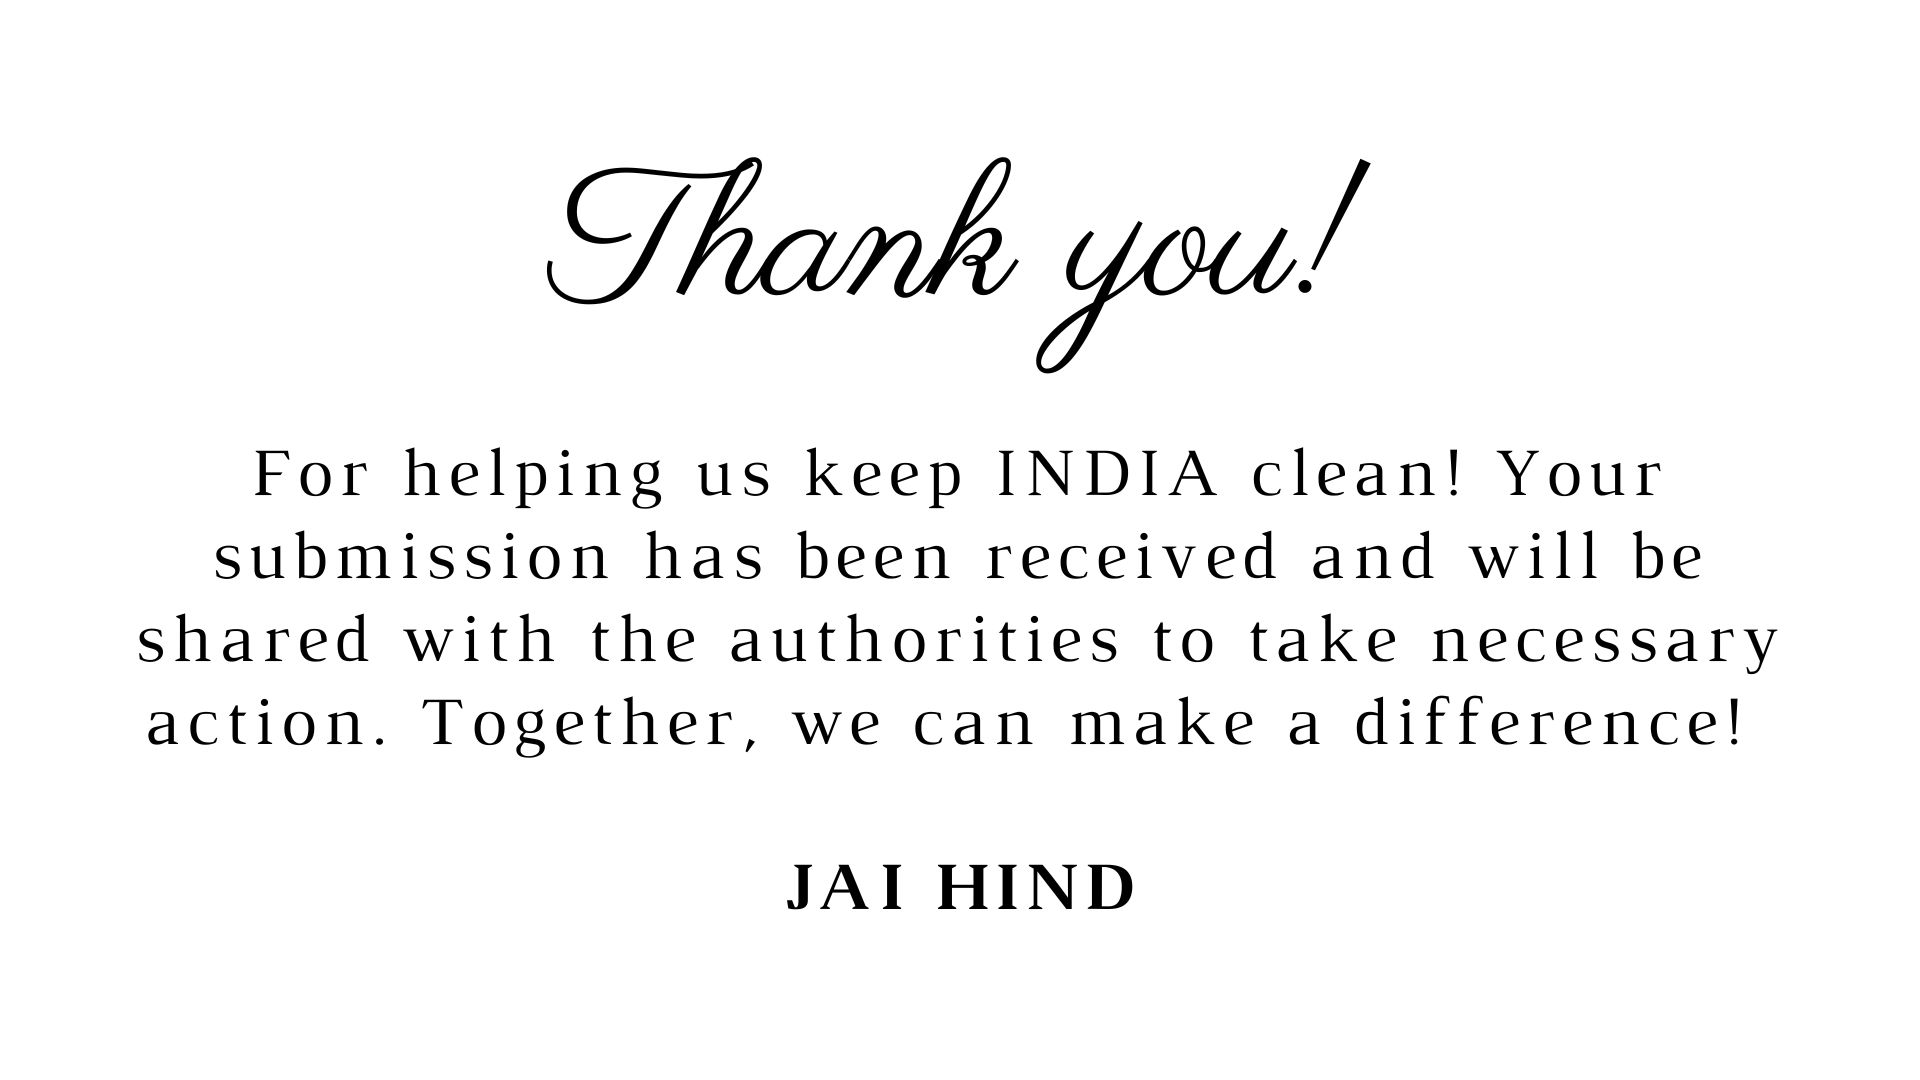 Thank you!
For helping us keep INDIA clean! Your
submission has been received and will be
shared with the authorities to take necessary
action. Together, we can make a difference!
JAI HIND